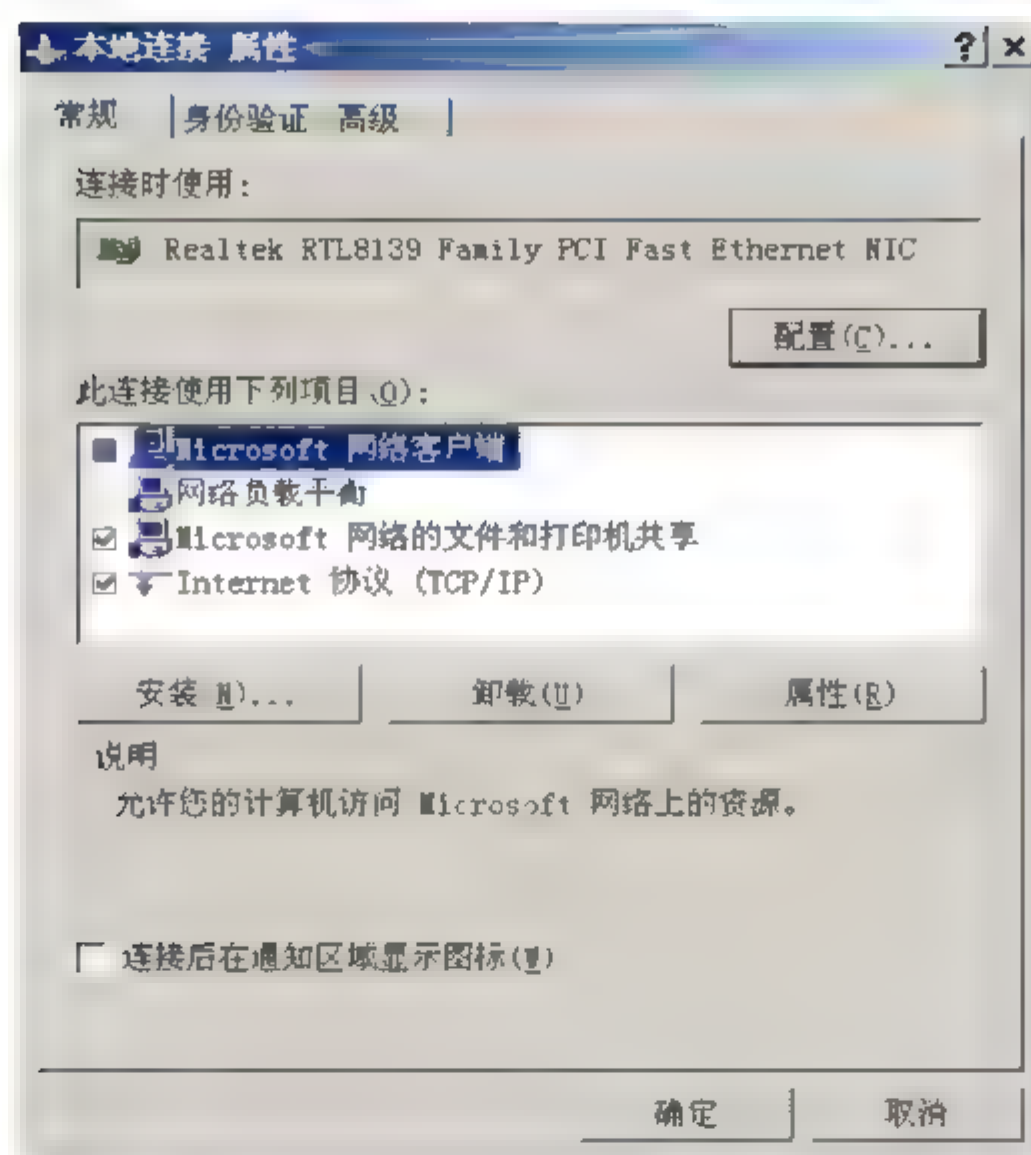 本地连接 属性
? ×
常规 身份验证 高级
连接时使用:
Realtek RTL8139 Family PCI Fast Ethernet NIC
配置(C)...
此连接使用下列项目(O):
Microsoft 网络客户端
网络负载平衡
Microsoft 网络的文件和打印机共享
Internet 协议 (TCP/IP)
安装(N)... 卸载(U) 属性(R)
说明
允许您的计算机访问 Microsoft 网络上的资源。
连接后在通知区域显示图标(W)
确定 取消